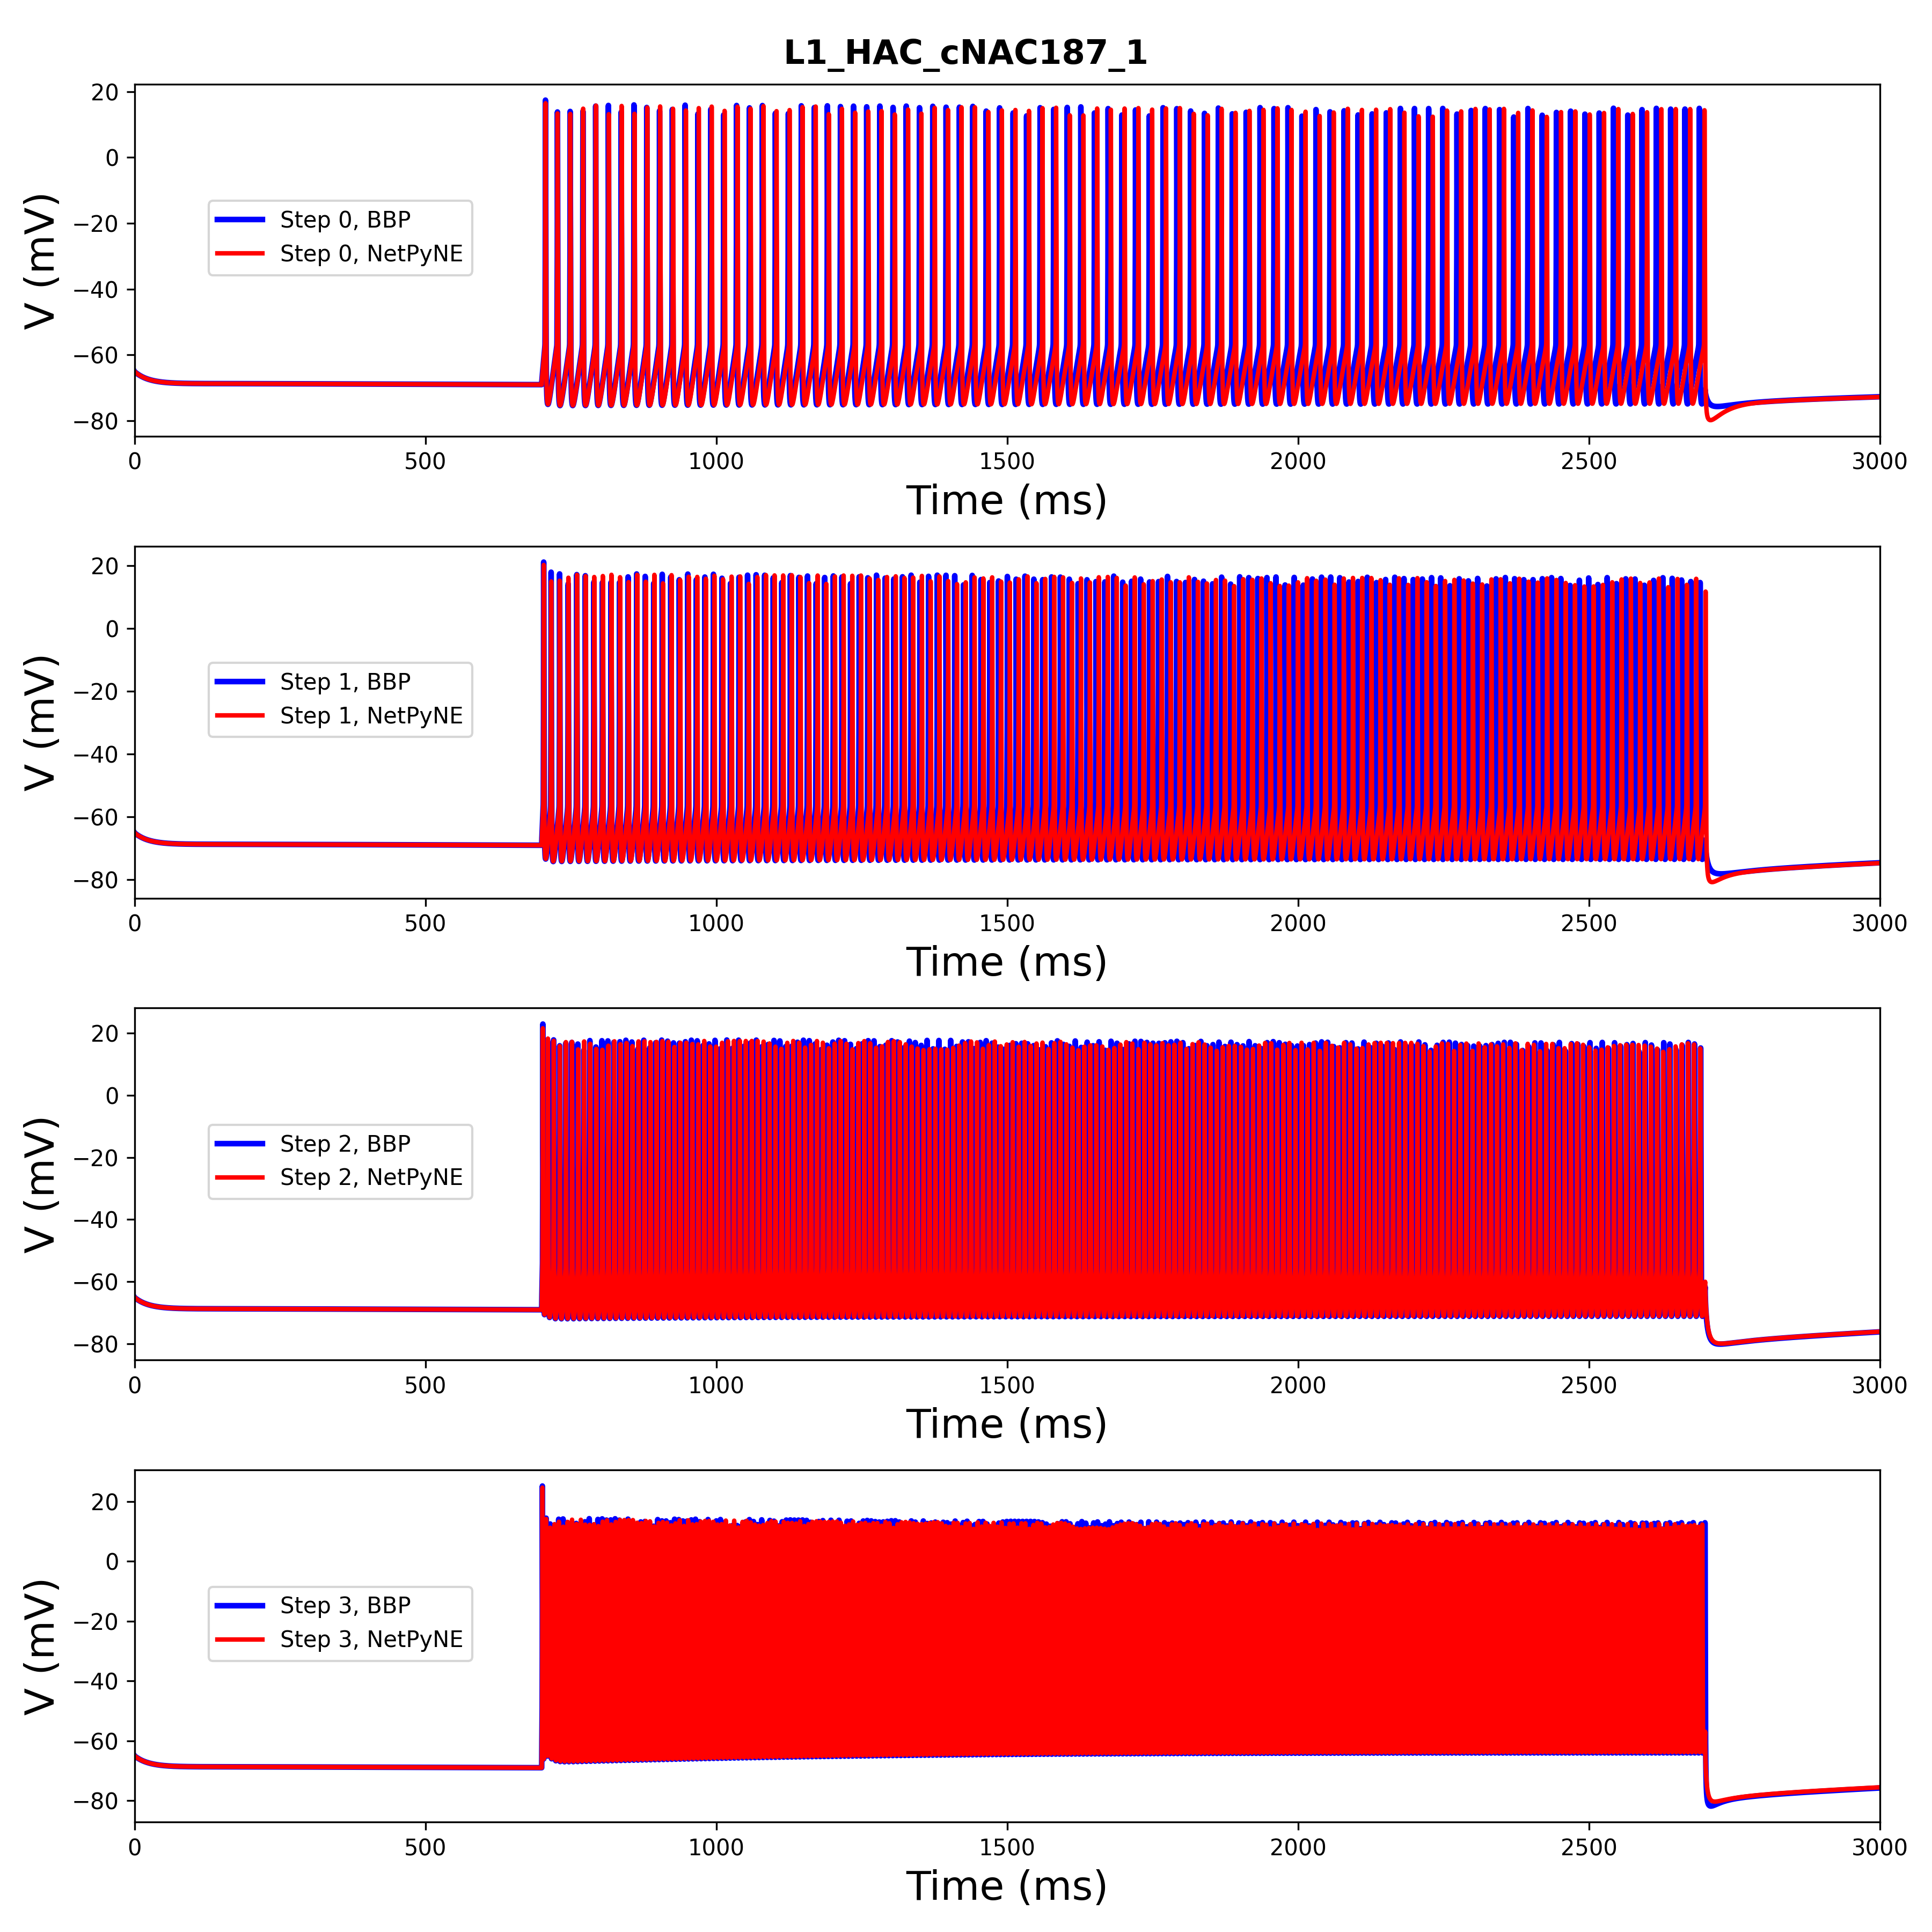 L1_HAC_cNAC187_1
20
0
−20
−40
−60
−80
V (mV)
Step 0, BBP
Step 0, NetPyNE
0 500 1000 1500 2000 2500 3000
Time (ms)
20
0
−20
−40
−60
−80
V (mV)
Step 1, BBP
Step 1, NetPyNE
0 500 1000 1500 2000 2500 3000
Time (ms)
20
0
−20
−40
−60
−80
V (mV)
Step 2, BBP
Step 2, NetPyNE
0 500 1000 1500 2000 2500 3000
Time (ms)
20
0
−20
−40
−60
−80
V (mV)
Step 3, BBP
Step 3, NetPyNE
0 500 1000 1500 2000 2500 3000
Time (ms)